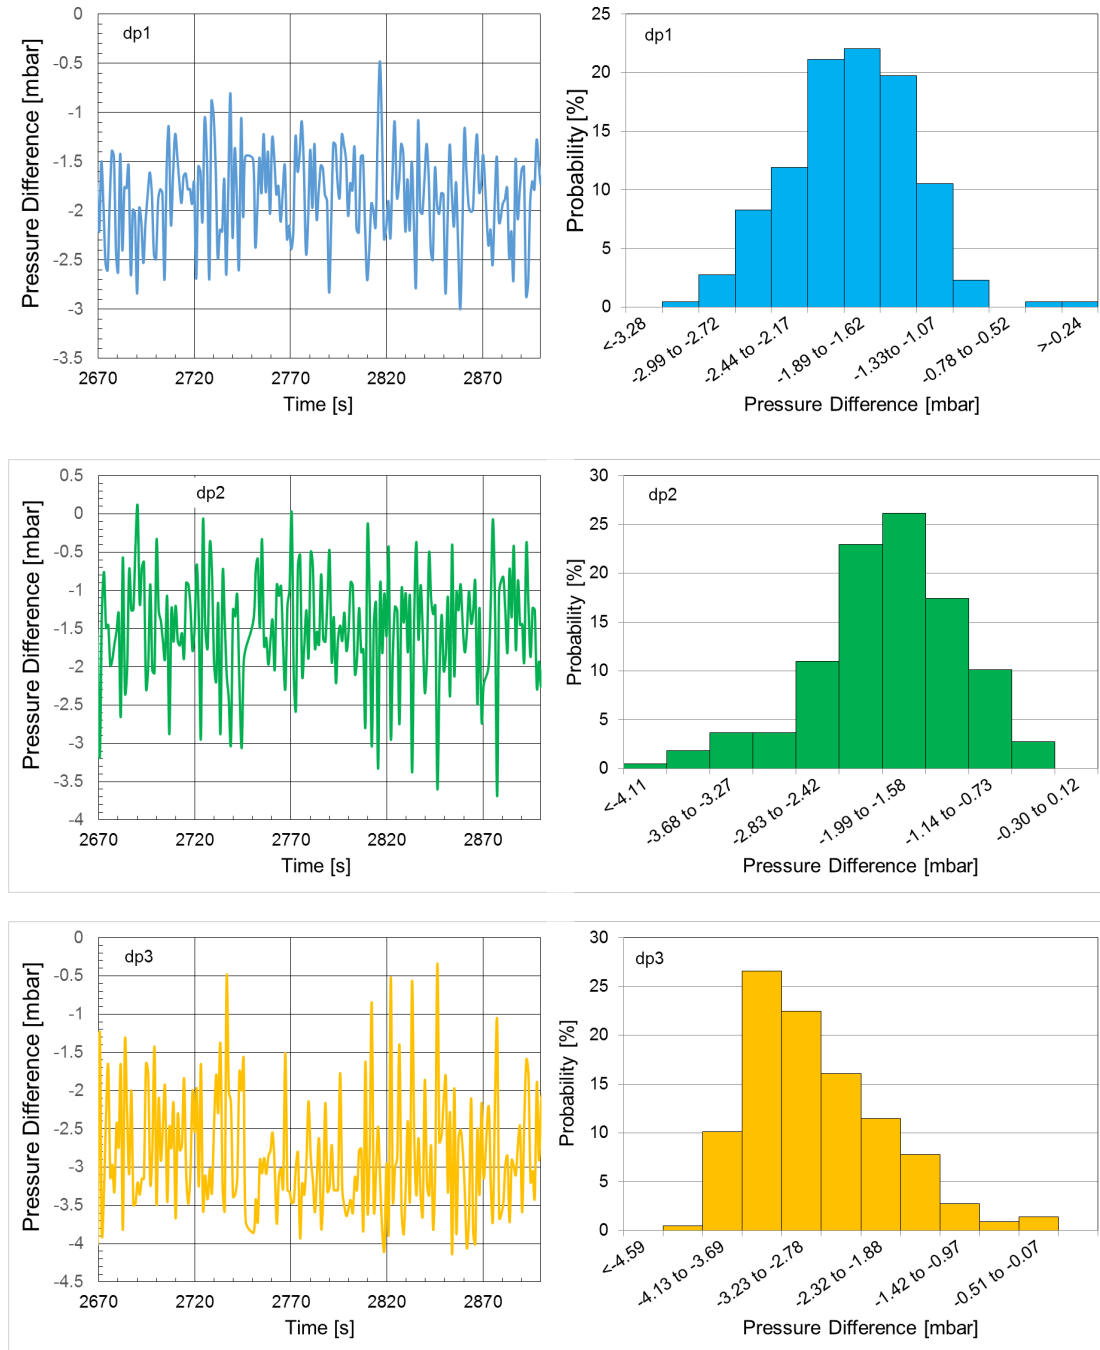 dp1
Pressure Difference [mbar]
0
-0.5
-1
-1.5
-2
-2.5
-3
-3.5
2670
2720
2770
2820
2870
Time [s]
dp1
Probability [%]
25
20
15
10
5
0
<-3.28
-2.99 to -2.72
-2.44 to -2.17
-1.89 to -1.62
-1.33to -1.07
-0.78 to -0.52
>-0.24
Pressure Difference [mbar]
dp2
Pressure Difference [mbar]
0.5
0
-0.5
-1
-1.5
-2
-2.5
-3
-3.5
-4
2670
2720
2770
2820
2870
Time [s]
dp2
Probability [%]
30
25
20
15
10
5
0
<-4.11
-3.68 to -3.27
-2.83 to -2.42
-1.99 to -1.58
-1.14 to -0.73
-0.30 to 0.12
Pressure Difference [mbar]
dp3
Pressure Difference [mbar]
0
-0.5
-1
-1.5
-2
-2.5
-3
-3.5
-4
-4.5
2670
2720
2770
2820
2870
Time [s]
dp3
Probability [%]
30
25
20
15
10
5
0
<-4.59
-4.13 to -3.69
-3.23 to -2.78
-2.32 to -1.88
-1.42 to -0.97
-0.51 to -0.07
Pressure Difference [mbar]